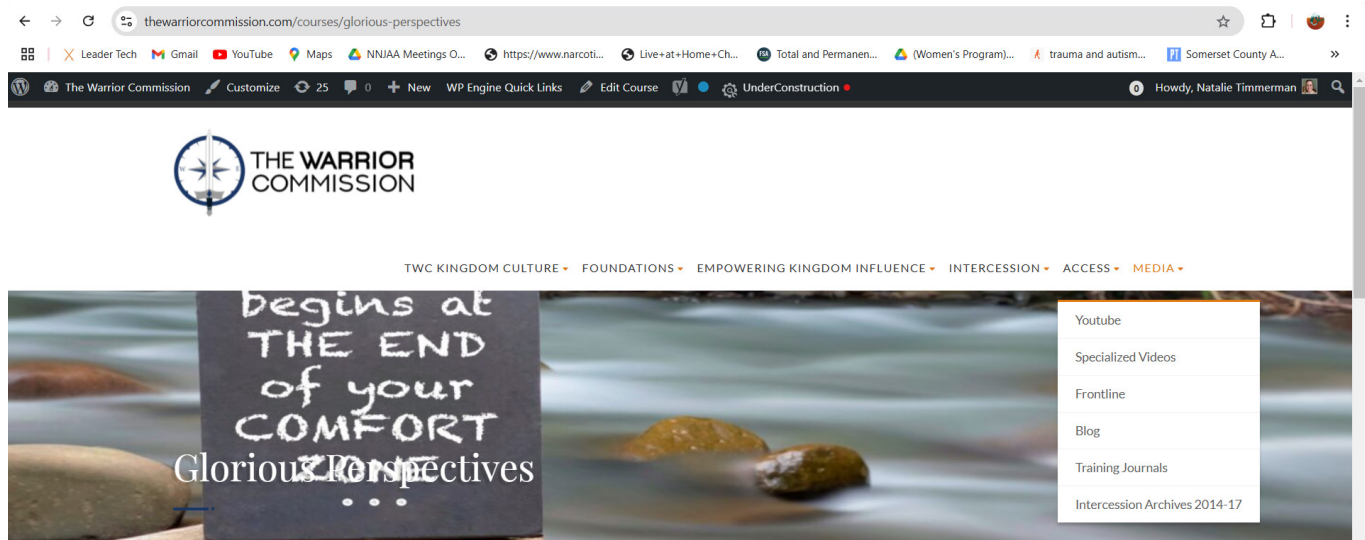 thewarriorcommission.com/courses/glorious-perspectives
Leader Tech Gmail YouTube Maps NNJAA Meetings O... https://www.narcoti... Live+at+Home+Ch... Total and Permanen... (Women's Program)... trauma and autism... Somerset County A... »
The Warrior Commission Customize 25 0 + New WP Engine Quick Links Edit Course UnderConstruction 0 Howdy, Natalie Timmerman
THE WARRIOR
COMMISSION
TWC KINGDOM CULTURE FOUNDATIONS EMPOWERING KINGDOM INFLUENCE INTERCESSION ACCESS MEDIA
begins at
THE END
of your
COMFORT
ZONE
Glorious Perspectives
Youtube
Specialized Videos
Frontline
Blog
Training Journals
Intercession Archives 2014-17